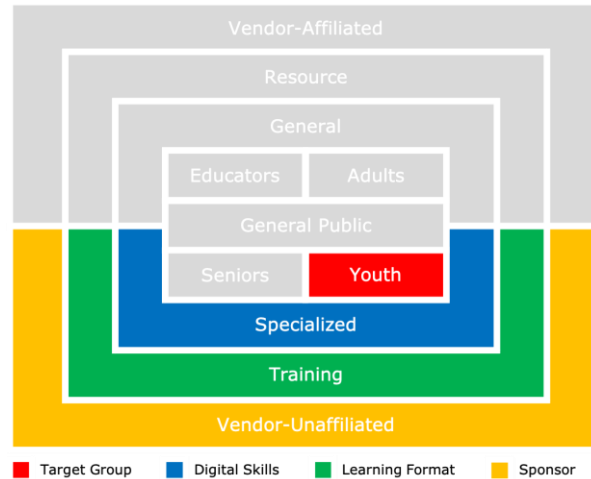 Vendor-Affiliated
Resource
General
Educators Adults
General Public
Seniors Youth
Specialized
Training
Vendor-Unaffiliated
Target Group Digital Skills Learning Format Sponsor